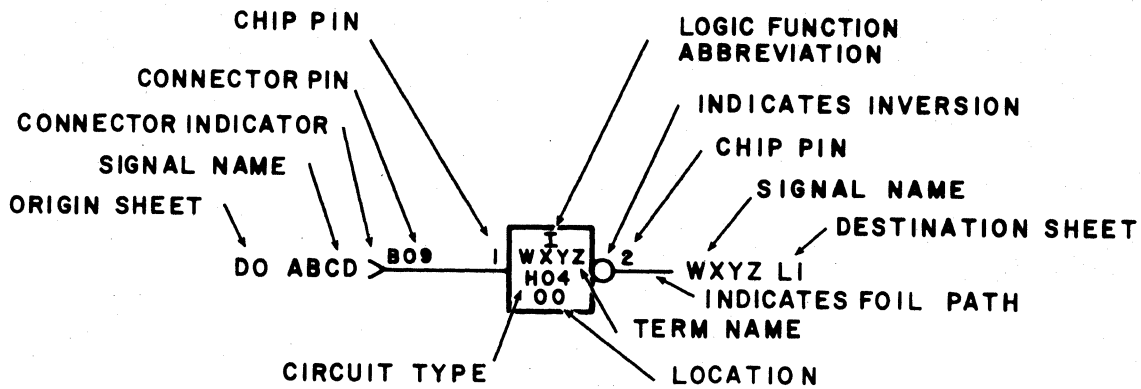 CHIP PIN
LOGIC FUNCTION
ABBREVIATION
CONNECTOR PIN
INDICATES INVERSION
CONNECTOR INDICATOR
CHIP PIN
SIGNAL NAME
SIGNAL NAME
ORIGIN SHEET
DESTINATION SHEET
DO ABCD
B09
1
I
WXYZ
H04
00
2
WXYZ LI
INDICATES FOIL PATH
TERM NAME
CIRCUIT TYPE
LOCATION